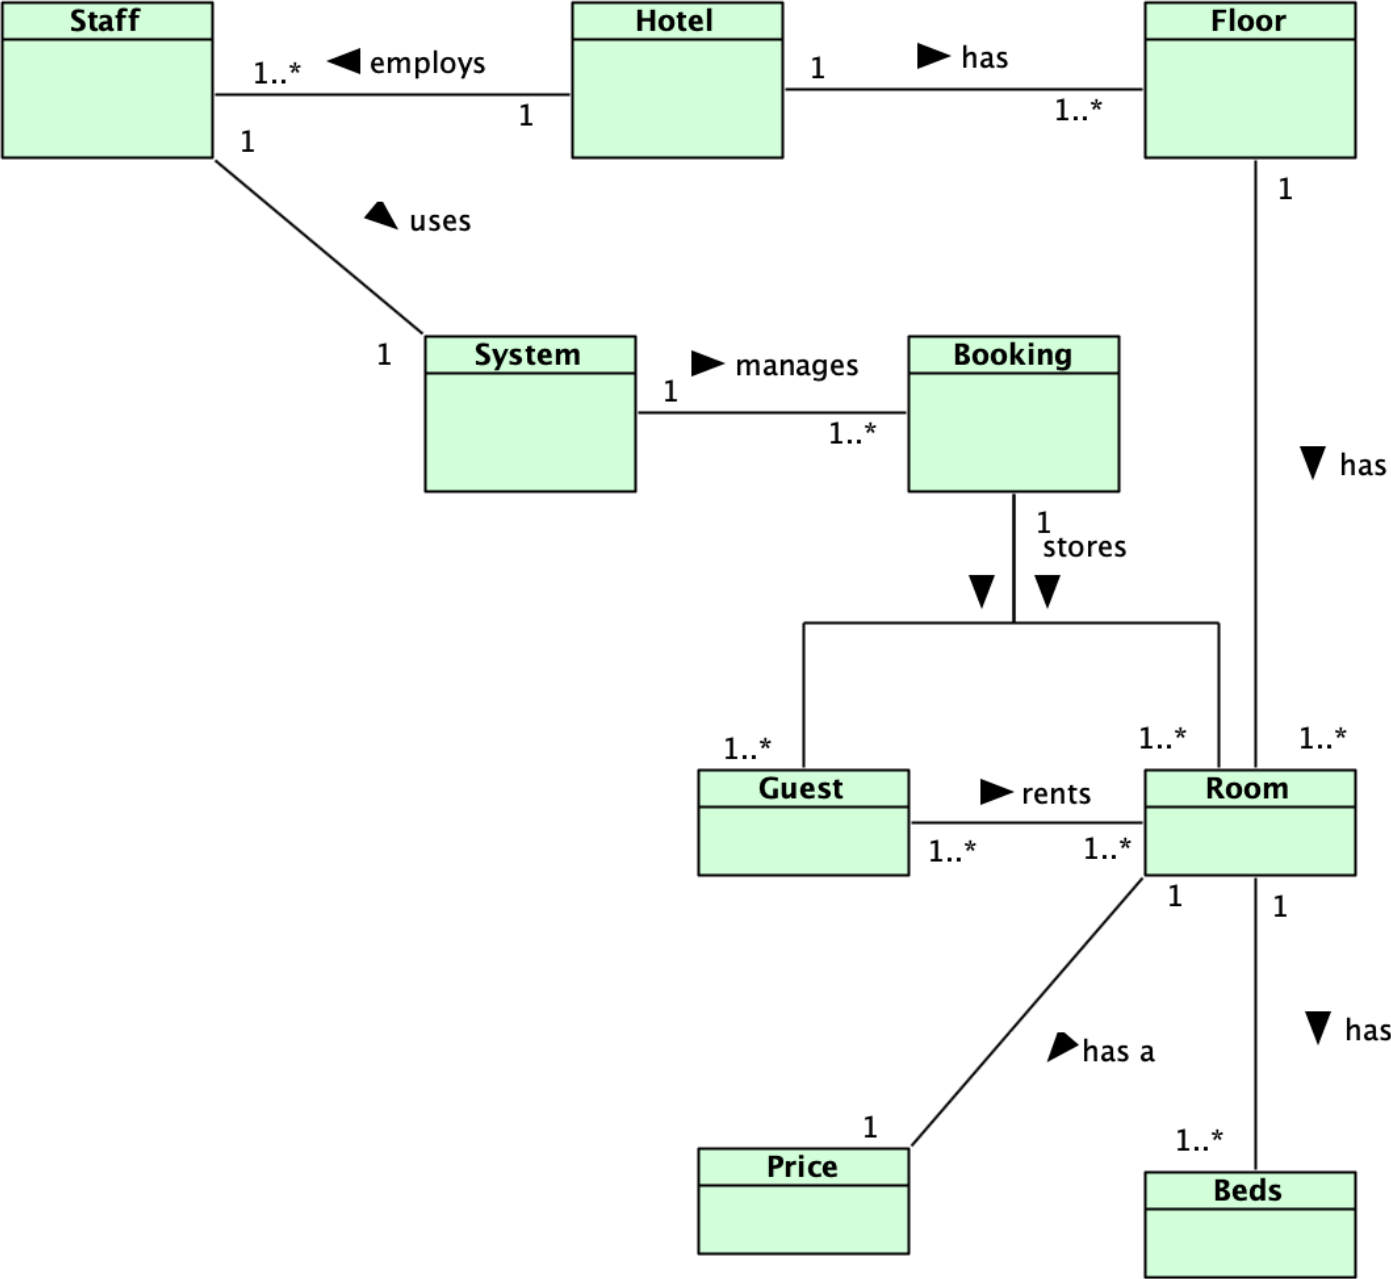 Staff
Hotel
Floor
1..*
employs
1
1
has
1..*
1
1
uses
1
System
1
manages
1..*
Booking
has
1
stores
1..*
1..*
1..*
Guest
rents
Room
1..*
1..*
1
1
has a
has
1
1..*
Price
Beds